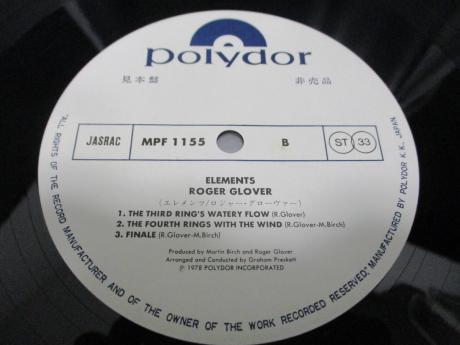 polydor
見本盤 非売品
JASRAC MPF 1155 B ST 33
ELEMENTS
ROGER GLOVER
(エレメンツ/ロジャー・グローヴァー)
1. THE THIRD RING'S WATERY FLOW (R.Glover)
2. THE FOURTH RINGS WITH THE WIND (R.Glover-M.Birch)
3. FINALE (R.Glover-M.Birch)
Produced by Martin Birch and Roger Glover
Arranged and Conducted by Graham Preskett
Ⓟ 1978 POLYDOR INCORPORATED
"ALL RIGHTS OF THE RECORD MANUFACTURER AND OF THE OWNER OF THE WORK RECORDED RESERVED." MANUFACTURED BY POLYDOR K.K. JAPAN.